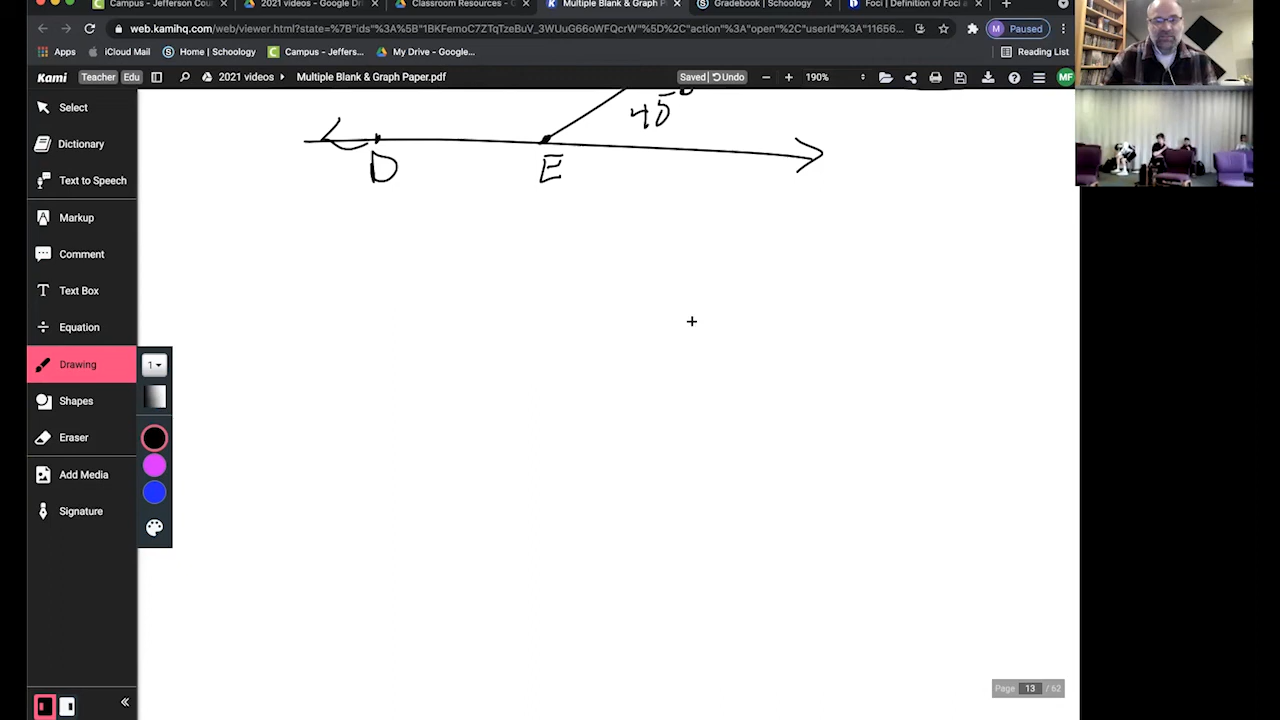 Campus - Jefferson Cou
2021 videos - Google Dri
Classroom Resources - G
Multiple Blank & Graph P
Gradebook | Schoology
Foci | Definition of Foci a
web.kamihq.com/web/viewer.html?state=%7B"ids"%3A%5B"1BKFemoC7ZTqTzeBuV_3WUuG66oWFQcrW"%5D%2C"action"%3A"open"%2C"userId"%3A"11656...
M Paused
Apps
iCloud Mail
Home | Schoology
Campus - Jeffers...
My Drive - Google...
Reading List
Kami
Teacher
Edu
2021 videos
Multiple Blank & Graph Paper.pdf
Saved | Undo
190%
MF
Select
Dictionary
Text to Speech
Markup
Comment
Text Box
Equation
Drawing
Shapes
Eraser
Add Media
Signature
1
45°
D
E
Page 13 / 62